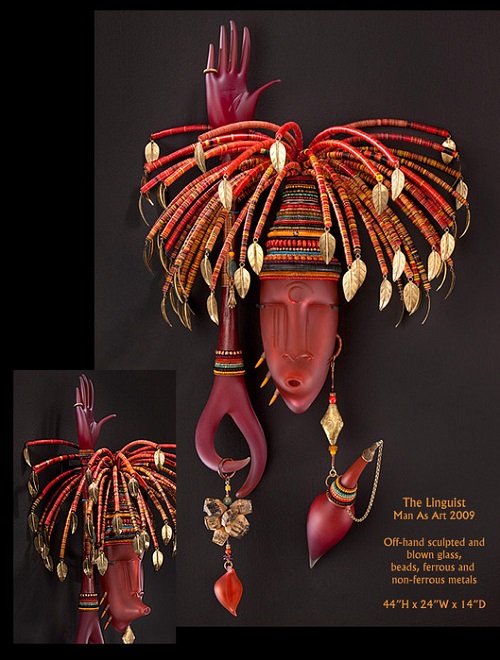 The Linguist
Man As Art 2009
Off-hand sculpted and
blown glass,
beads, ferrous and
non-ferrous metals
44"H x 24"W x 14"D